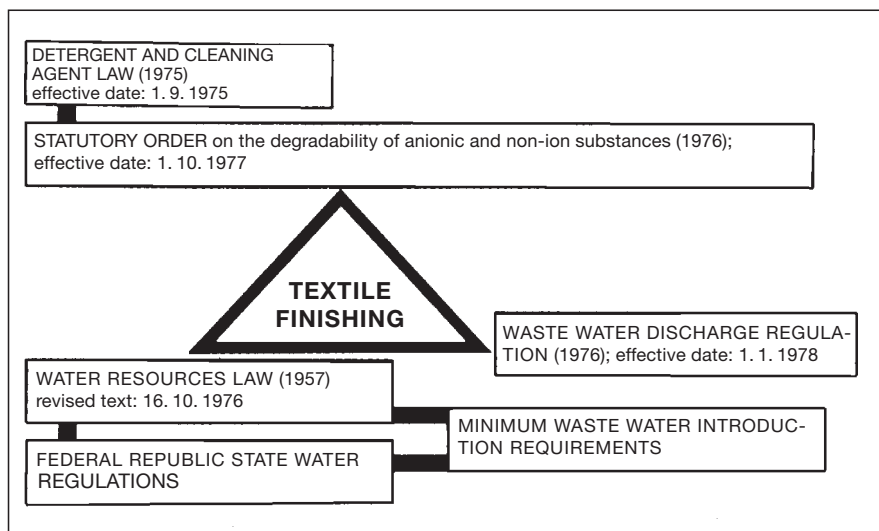 DETERGENT AND CLEANING
AGENT LAW (1975)
effective date: 1. 9. 1975
STATUTORY ORDER on the degradability of anionic and non-ion substances (1976);
effective date: 1. 10. 1977
TEXTILE
FINISHING
WASTE WATER DISCHARGE REGULA-
TION (1976); effective date: 1. 1. 1978
WATER RESOURCES LAW (1957)
revised text: 16. 10. 1976
MINIMUM WASTE WATER INTRODUC-
TION REQUIREMENTS
FEDERAL REPUBLIC STATE WATER
REGULATIONS